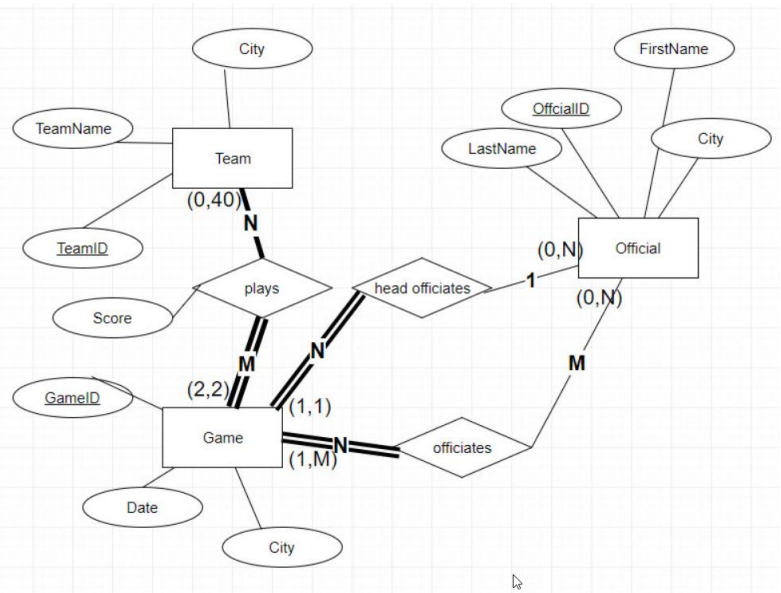 City
FirstName
OffcialID
TeamName
City
LastName
Team
(0,40)
N
TeamID
(0,N)
Official
1
(0,N)
plays
head officiates
Score
N
M
M
(2,2)
GameID
(1,1)
Game
N
(1,M)
officiates
Date
City